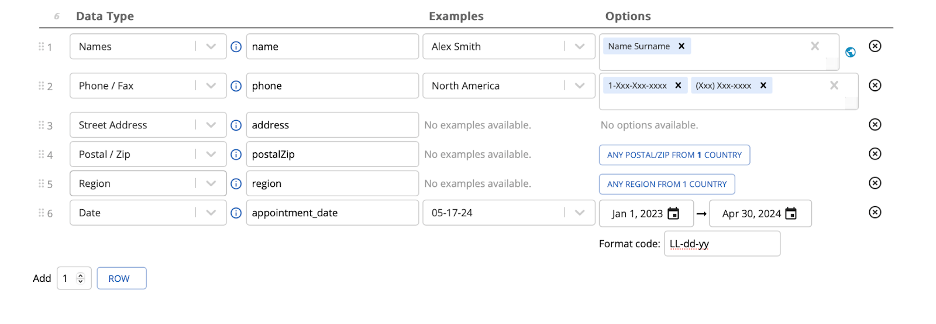 6 Data Type Examples Options
1 Names name Alex Smith Name Surname x
2 Phone / Fax phone North America 1-Xxx-Xxx-xxxx x (Xxx) Xxx-xxxx x
3 Street Address address No examples available. No options available.
4 Postal / Zip postalZip No examples available. ANY POSTAL/ZIP FROM 1 COUNTRY
5 Region region No examples available. ANY REGION FROM 1 COUNTRY
6 Date appointment_date 05-17-24 Jan 1, 2023 → Apr 30, 2024
Format code: LL-dd-yy
Add 1 ROW